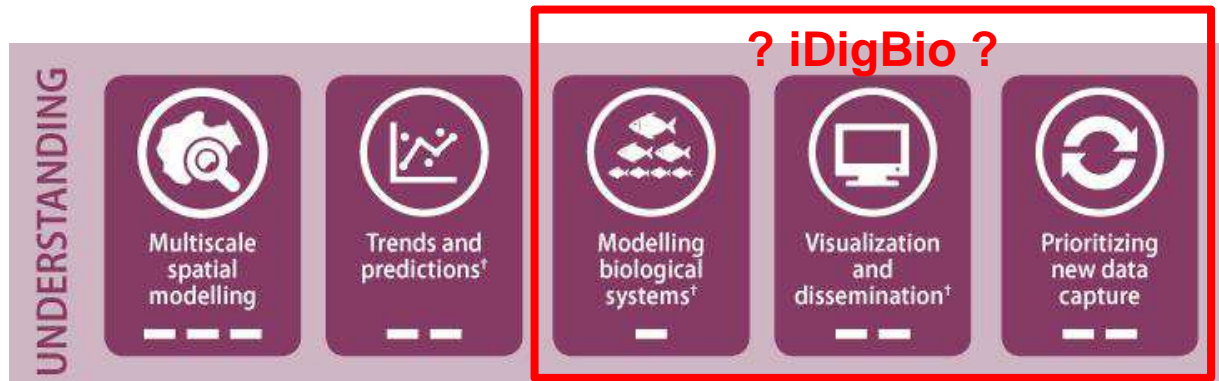 ? iDigBio ?
UNDERSTANDING
Multiscale
spatial
modelling
Trends and
predictions†
Modelling
biological
systems†
Visualization
and
dissemination†
Prioritizing
new data
capture